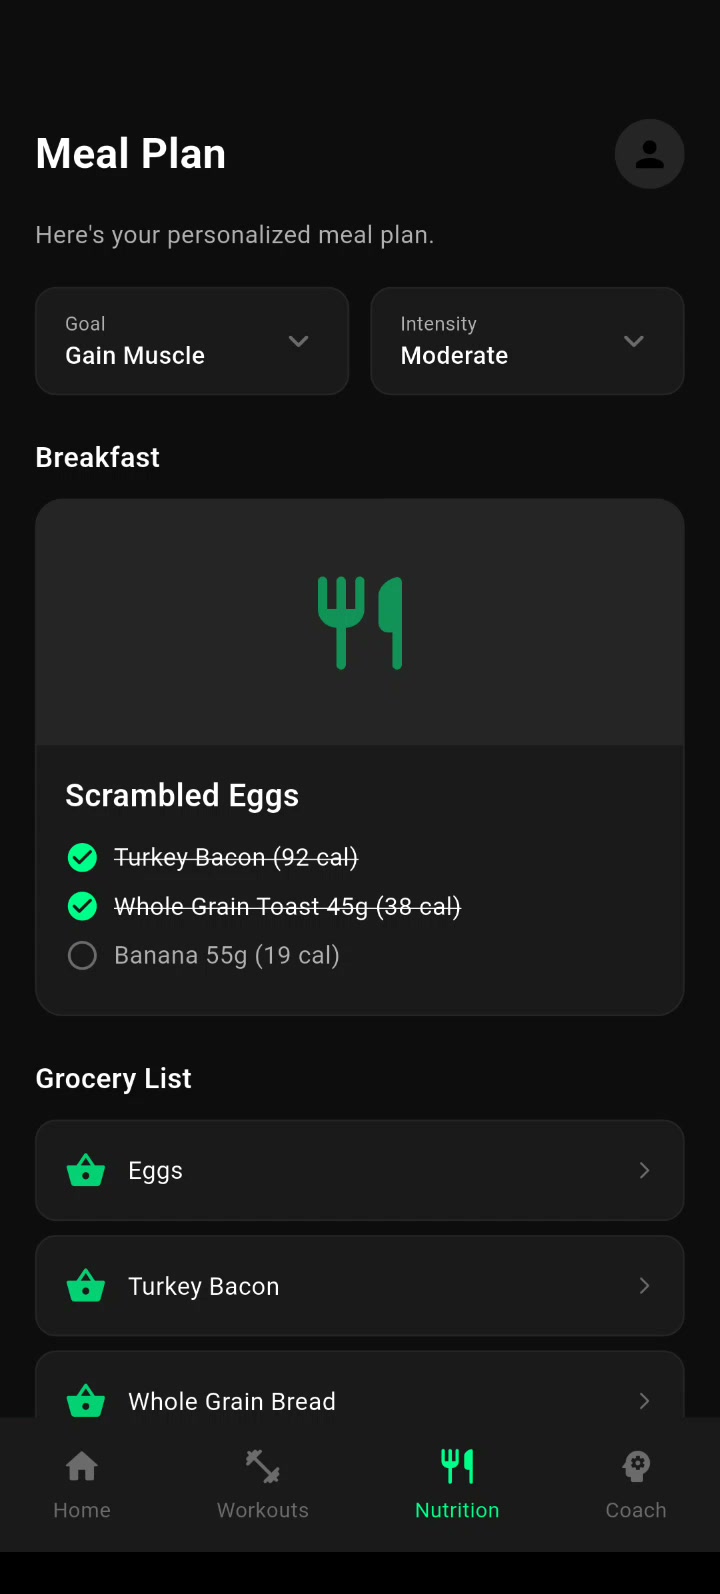 Meal Plan
Here's your personalized meal plan.
Goal
Gain Muscle
Intensity
Moderate
Breakfast
Scrambled Eggs
Turkey Bacon (92 cal)
Whole Grain Toast 45g (38 cal)
Banana 55g (19 cal)
Grocery List
Eggs
Turkey Bacon
Whole Grain Bread
Home
Workouts
Nutrition
Coach